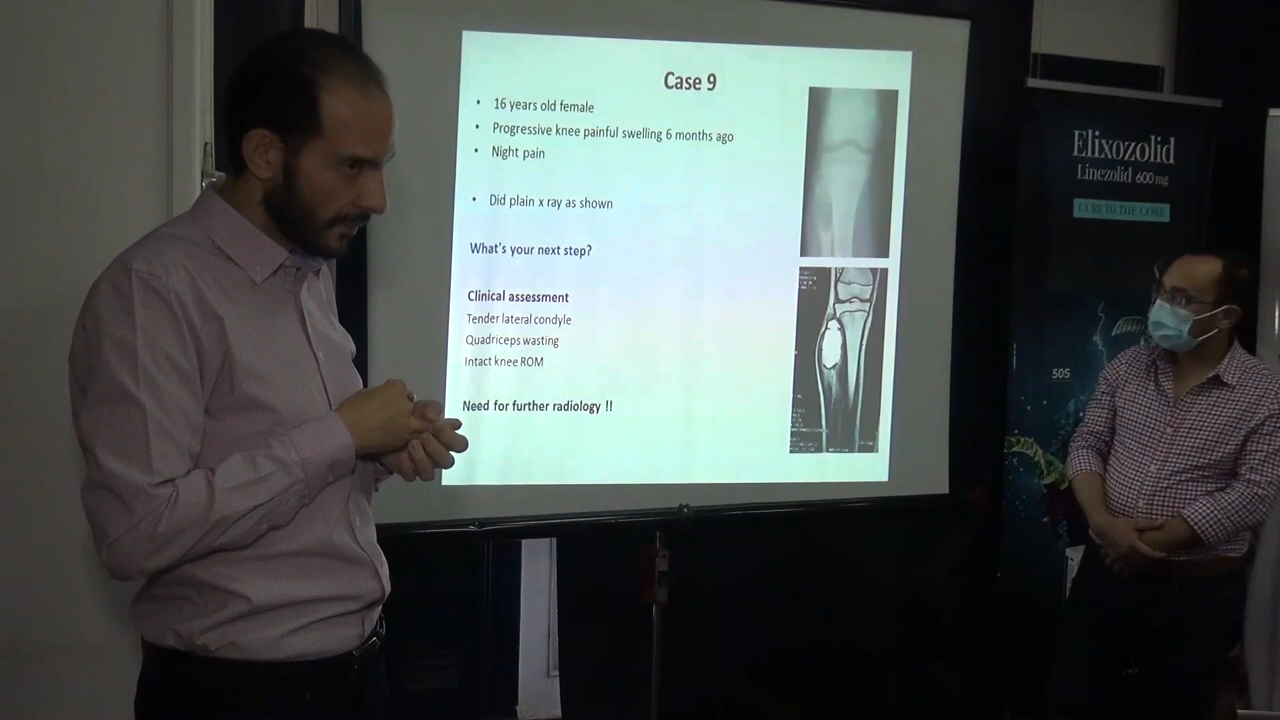 Case 9
• 16 years old female
• Progressive knee painful swelling 6 months ago
• Night pain
• Did plain x ray as shown
What's your next step?
Clinical assessment
Tender lateral condyle
Quadriceps wasting
Intact knee ROM
Need for further radiology !!
Elixozolid
Linezolid 600 mg
CURE TO THE CORE
SOS